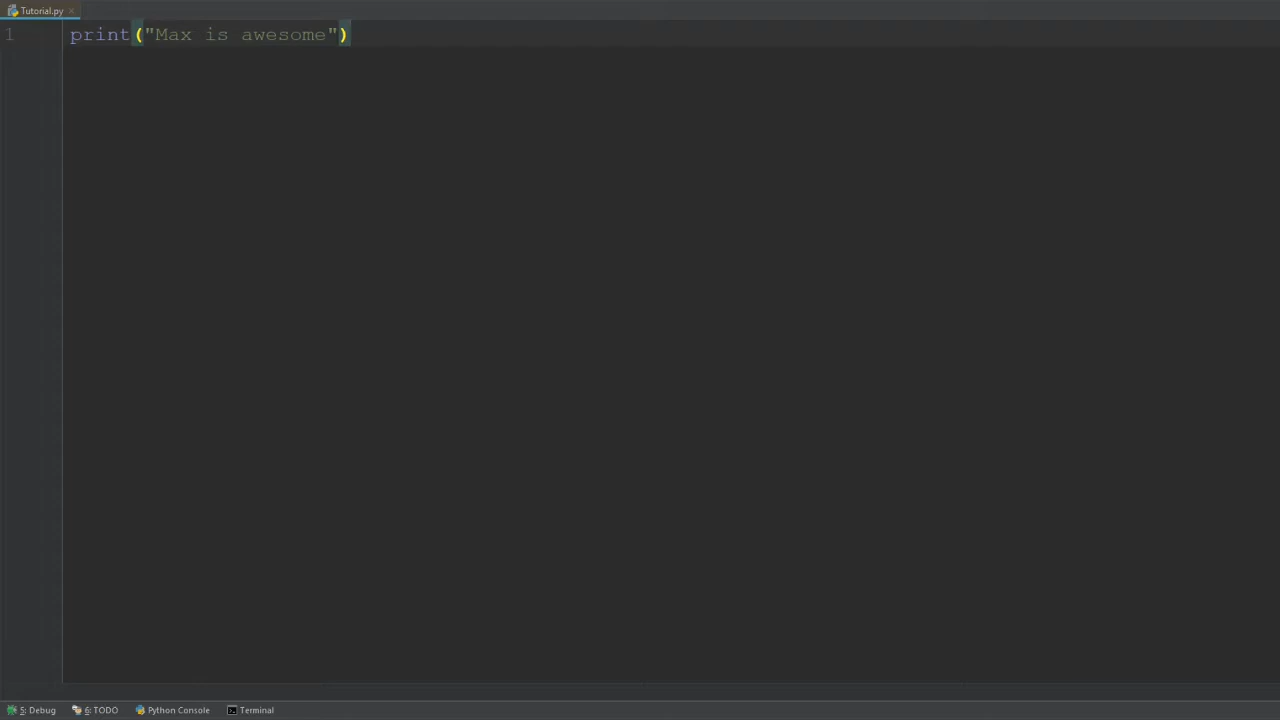 Tutorial.py
1 print("Max is awesome")
5: Debug 6: TODO Python Console Terminal